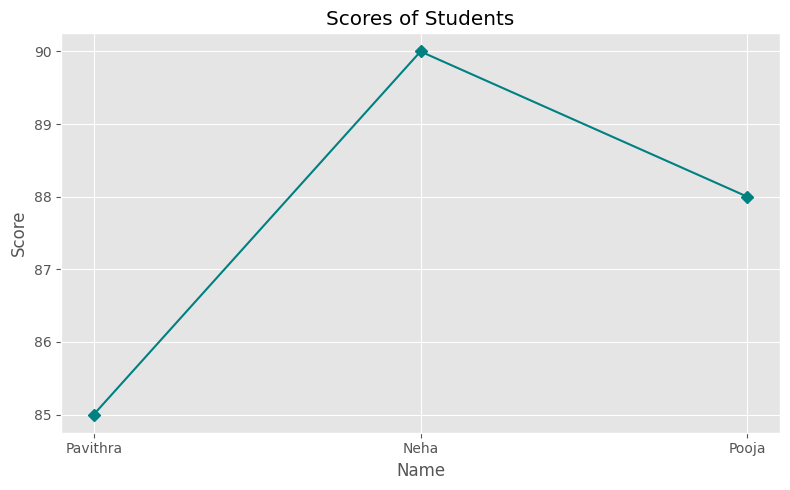 Scores of Students
90
89
88
87
86
85
Score
Pavithra
Neha
Pooja
Name